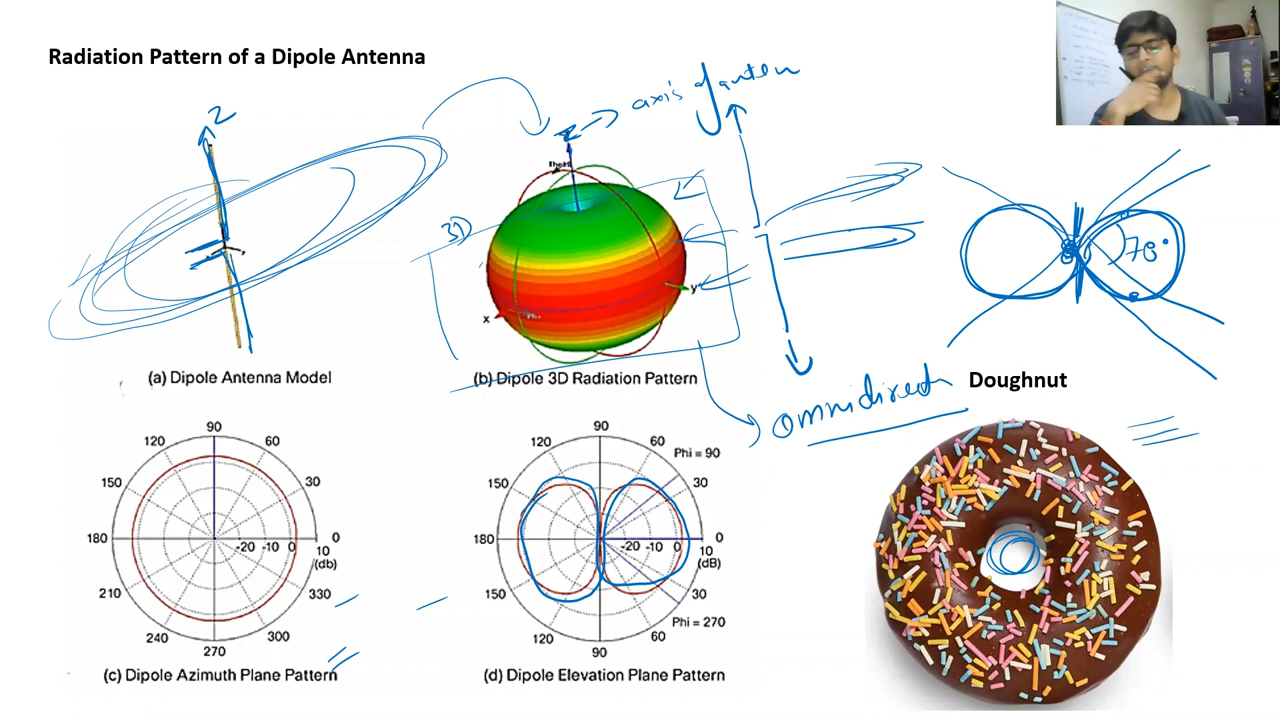 Radiation Pattern of a Dipole Antenna
Z
Z → axis of anten
Theta
3D
y
x
Phi
78°
(a) Dipole Antenna Model
(b) Dipole 3D Radiation Pattern
omnidirect
Doughnut
90
120
60
150
30
180
-20
-10
0
10
0
(db)
210
330
240
300
270
(c) Dipole Azimuth Plane Pattern
90
120
60
Phi = 90
150
30
180
-20
-10
0
10
0
(dB)
150
30
Phi = 270
120
60
90
(d) Dipole Elevation Plane Pattern